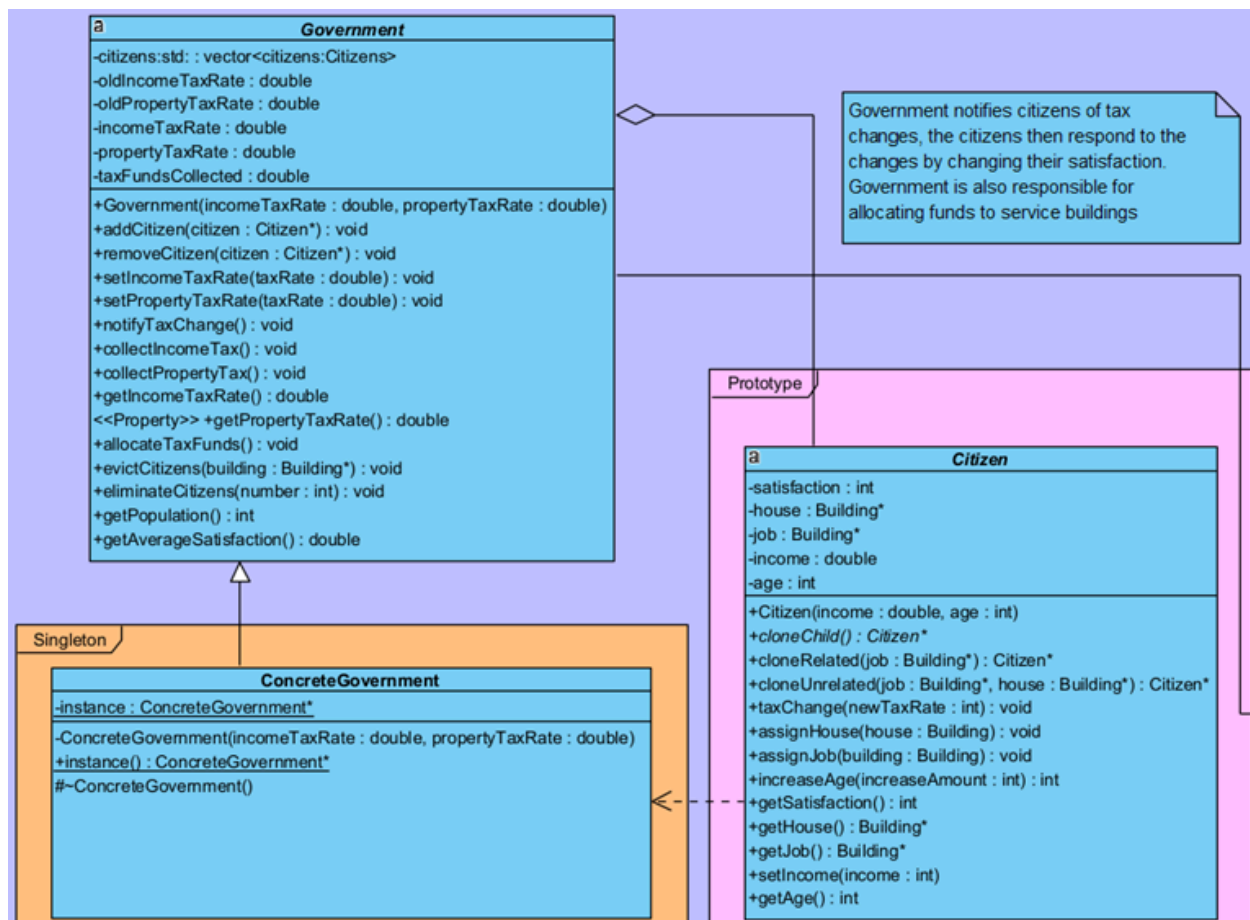 a
Government
-citizens:std: : vector<citizens:Citizens>
-oldIncomeTaxRate : double
-oldPropertyTaxRate : double
-incomeTaxRate : double
-propertyTaxRate : double
-taxFundsCollected : double
+Government(incomeTaxRate : double, propertyTaxRate : double)
+addCitizen(citizen : Citizen*) : void
+removeCitizen(citizen : Citizen*) : void
+setIncomeTaxRate(taxRate : double) : void
+setPropertyTaxRate(taxRate : double) : void
+notifyTaxChange() : void
+collectIncomeTax() : void
+collectPropertyTax() : void
+getIncomeTaxRate() : double
<<Property>> +getPropertyTaxRate() : double
+allocateTaxFunds() : void
+evictCitizens(building : Building*) : void
+eliminateCitizens(number : int) : void
+getPopulation() : int
+getAverageSatisfaction() : double
Government notifies citizens of tax
changes, the citizens then respond to the
changes by changing their satisfaction.
Government is also responsible for
allocating funds to service buildings
Singleton
ConcreteGovernment
-instance : ConcreteGovernment*
-ConcreteGovernment(incomeTaxRate : double, propertyTaxRate : double)
+instance() : ConcreteGovernment*
#~ConcreteGovernment()
Prototype
a
Citizen
-satisfaction : int
-house : Building*
-job : Building*
-income : double
-age : int
+Citizen(income : double, age : int)
+cloneChild() : Citizen*
+cloneRelated(job : Building*) : Citizen*
+cloneUnrelated(job : Building*, house : Building*) : Citizen*
+taxChange(newTaxRate : int) : void
+assignHouse(house : Building) : void
+assignJob(building : Building) : void
+increaseAge(increaseAmount : int) : int
+getSatisfaction() : int
+getHouse() : Building*
+getJob() : Building*
+setIncome(income : int)
+getAge() : int